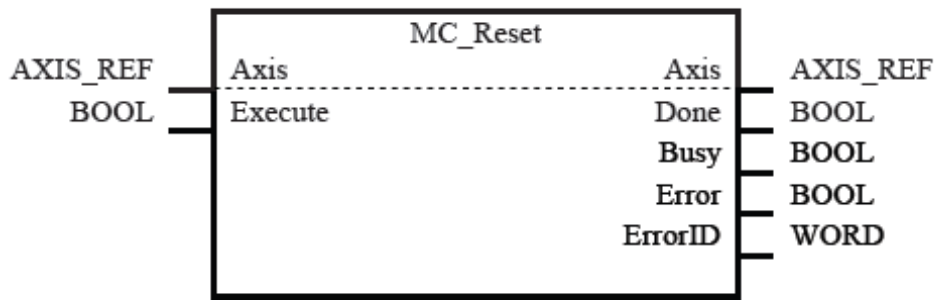 MC_Reset
AXIS_REF Axis Axis AXIS_REF
BOOL Execute Done BOOL
Busy BOOL
Error BOOL
ErrorID WORD